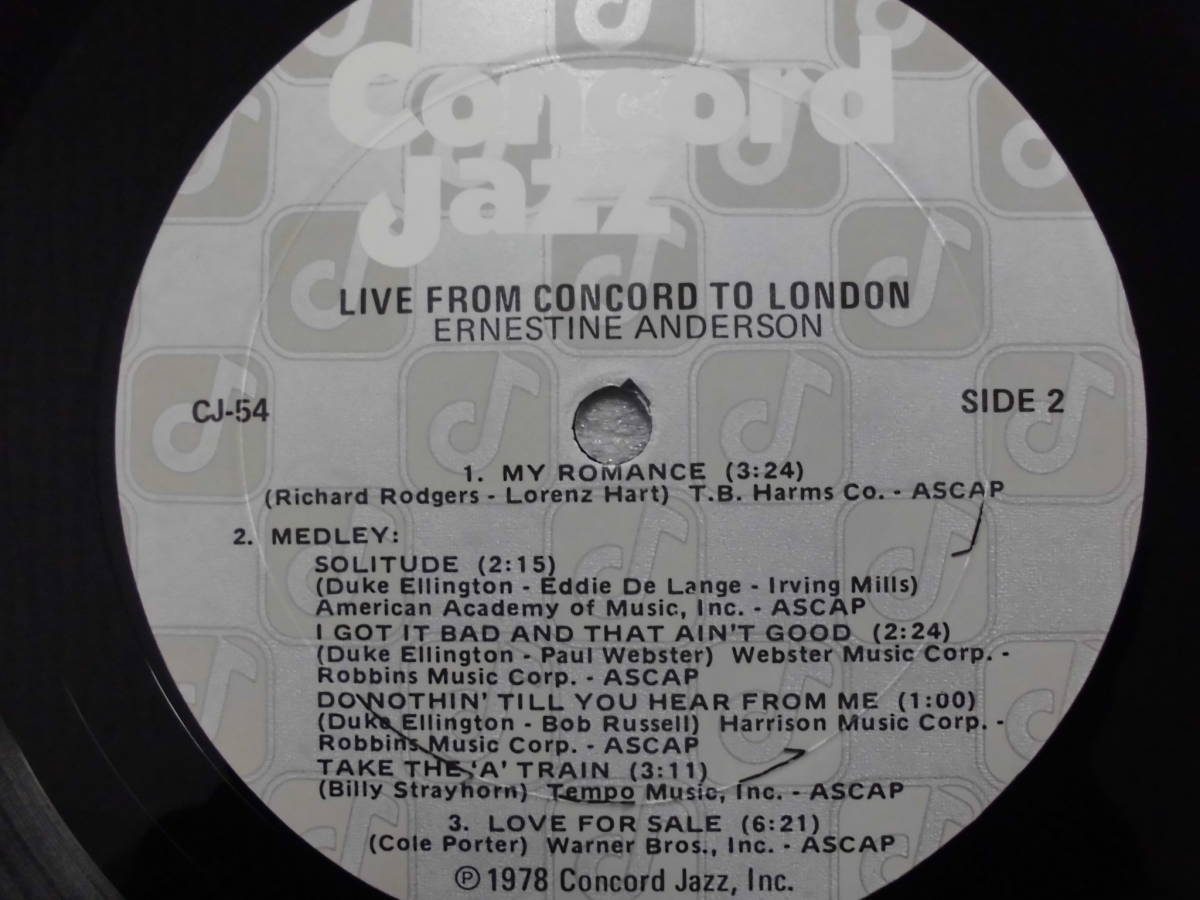 Concord
Jazz
LIVE FROM CONCORD TO LONDON
ERNESTINE ANDERSON
CJ-54
SIDE 2
1. MY ROMANCE (3:24)
(Richard Rodgers - Lorenz Hart) T.B. Harms Co. - ASCAP
2. MEDLEY:
SOLITUDE (2:15)
(Duke Ellington - Eddie De Lange - Irving Mills)
American Academy of Music, Inc. - ASCAP
I GOT IT BAD AND THAT AIN'T GOOD (2:24)
(Duke Ellington - Paul Webster) Webster Music Corp. -
Robbins Music Corp. - ASCAP
DO NOTHIN' TILL YOU HEAR FROM ME (1:00)
(Duke Ellington - Bob Russell) Harrison Music Corp. -
Robbins Music Corp. - ASCAP
TAKE THE 'A' TRAIN (3:11)
(Billy Strayhorn) Tempo Music, Inc. - ASCAP
3. LOVE FOR SALE (6:21)
(Cole Porter) Warner Bros., Inc. - ASCAP
℗ 1978 Concord Jazz, Inc.